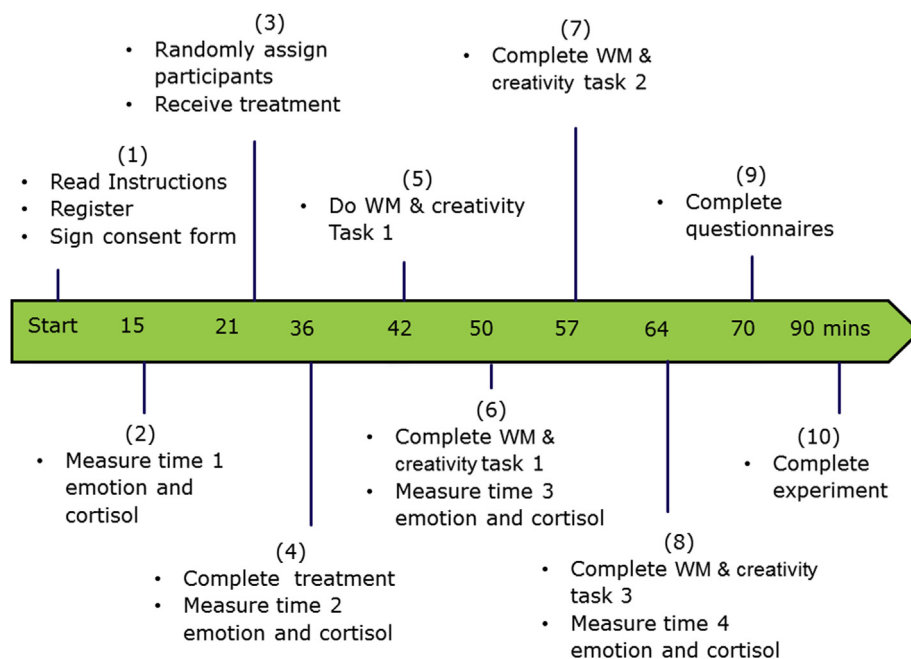 (3)
• Randomly assign
participants
• Receive treatment
(7)
• Complete WM &
creativity task 2
(1)
• Read Instructions
• Register
• Sign consent form
(5)
• Do WM & creativity
Task 1
(9)
• Complete
questionnaires
Start 15 21 36 42 50 57 64 70 90 mins
(2)
• Measure time 1
emotion and
cortisol
(6)
• Complete WM &
creativity task 1
• Measure time 3
emotion and cortisol
(10)
• Complete
experiment
(4)
• Complete treatment
• Measure time 2
emotion and cortisol
(8)
• Complete WM & creativity
task 3
• Measure time 4
emotion and cortisol